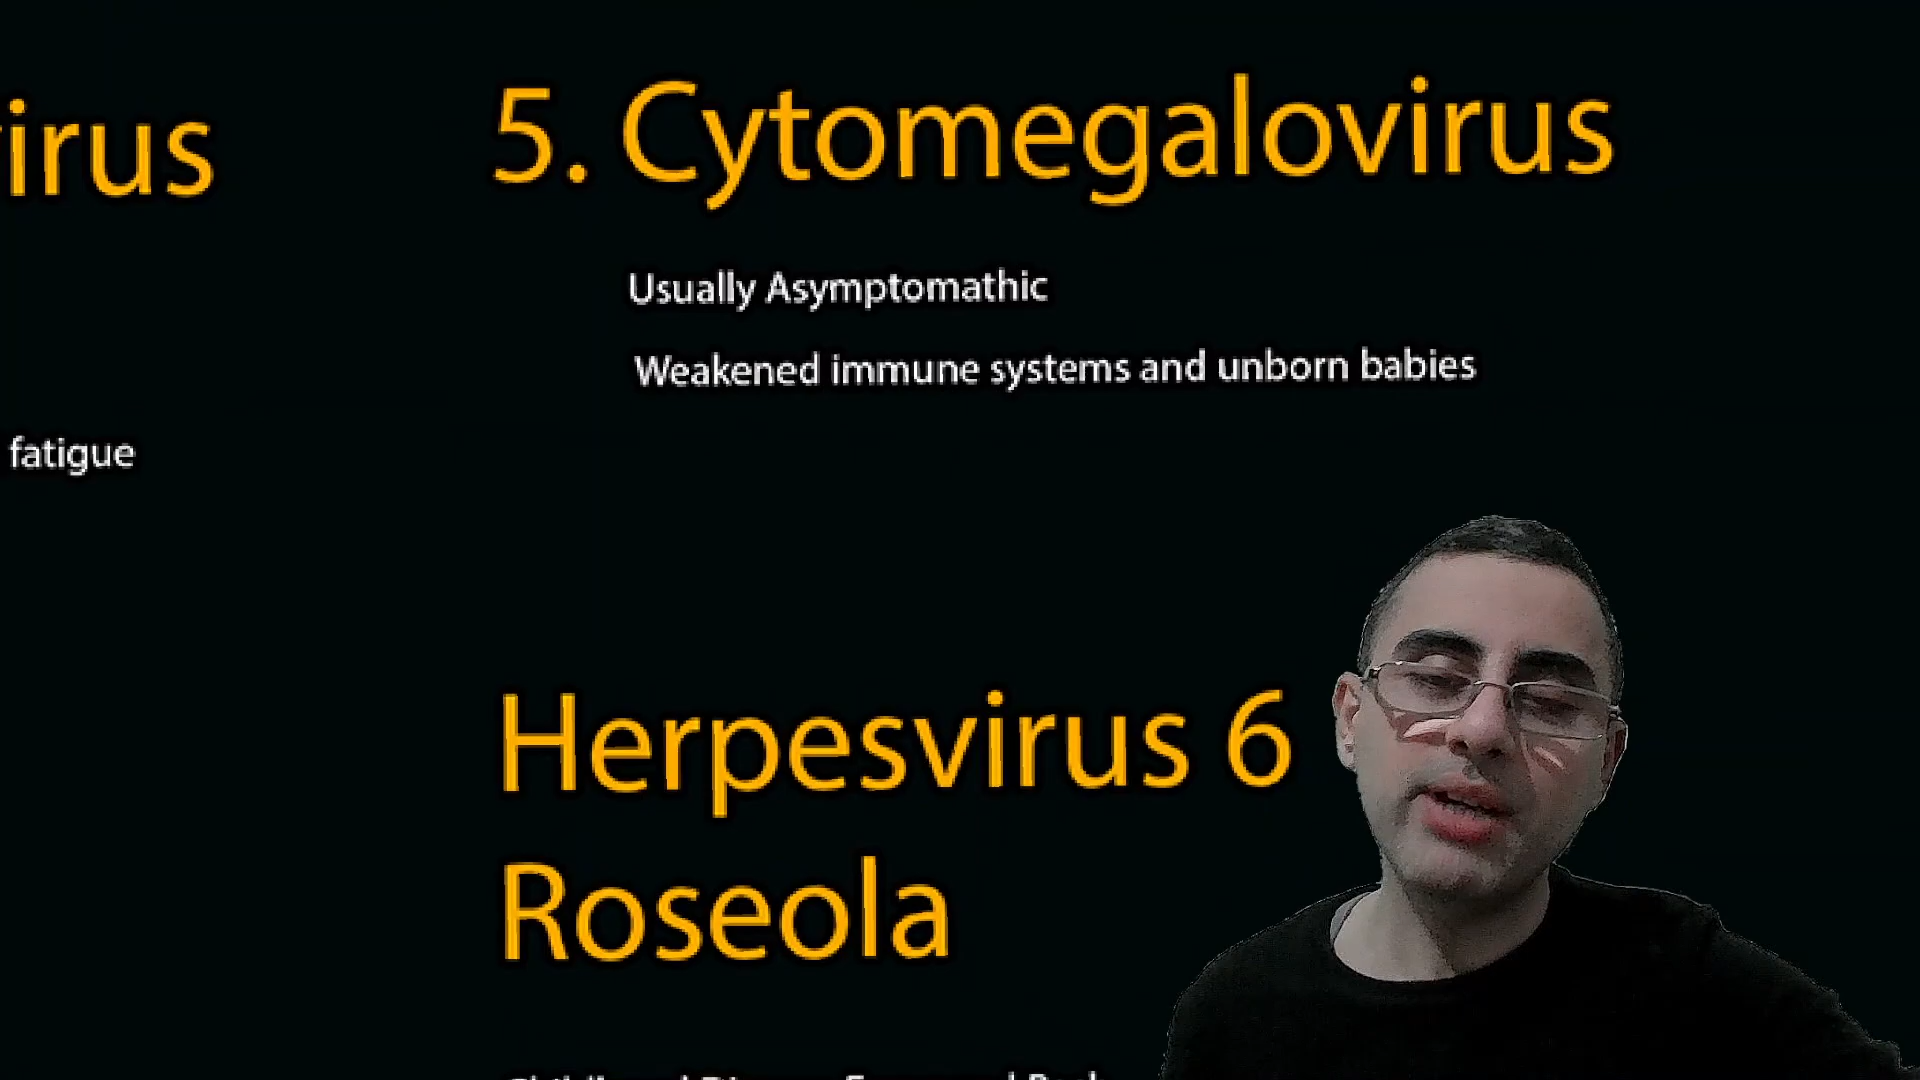 irus
fatigue
5. Cytomegalovirus
Usually Asymptomathic
Weakened immune systems and unborn babies
Herpesvirus 6
Roseola